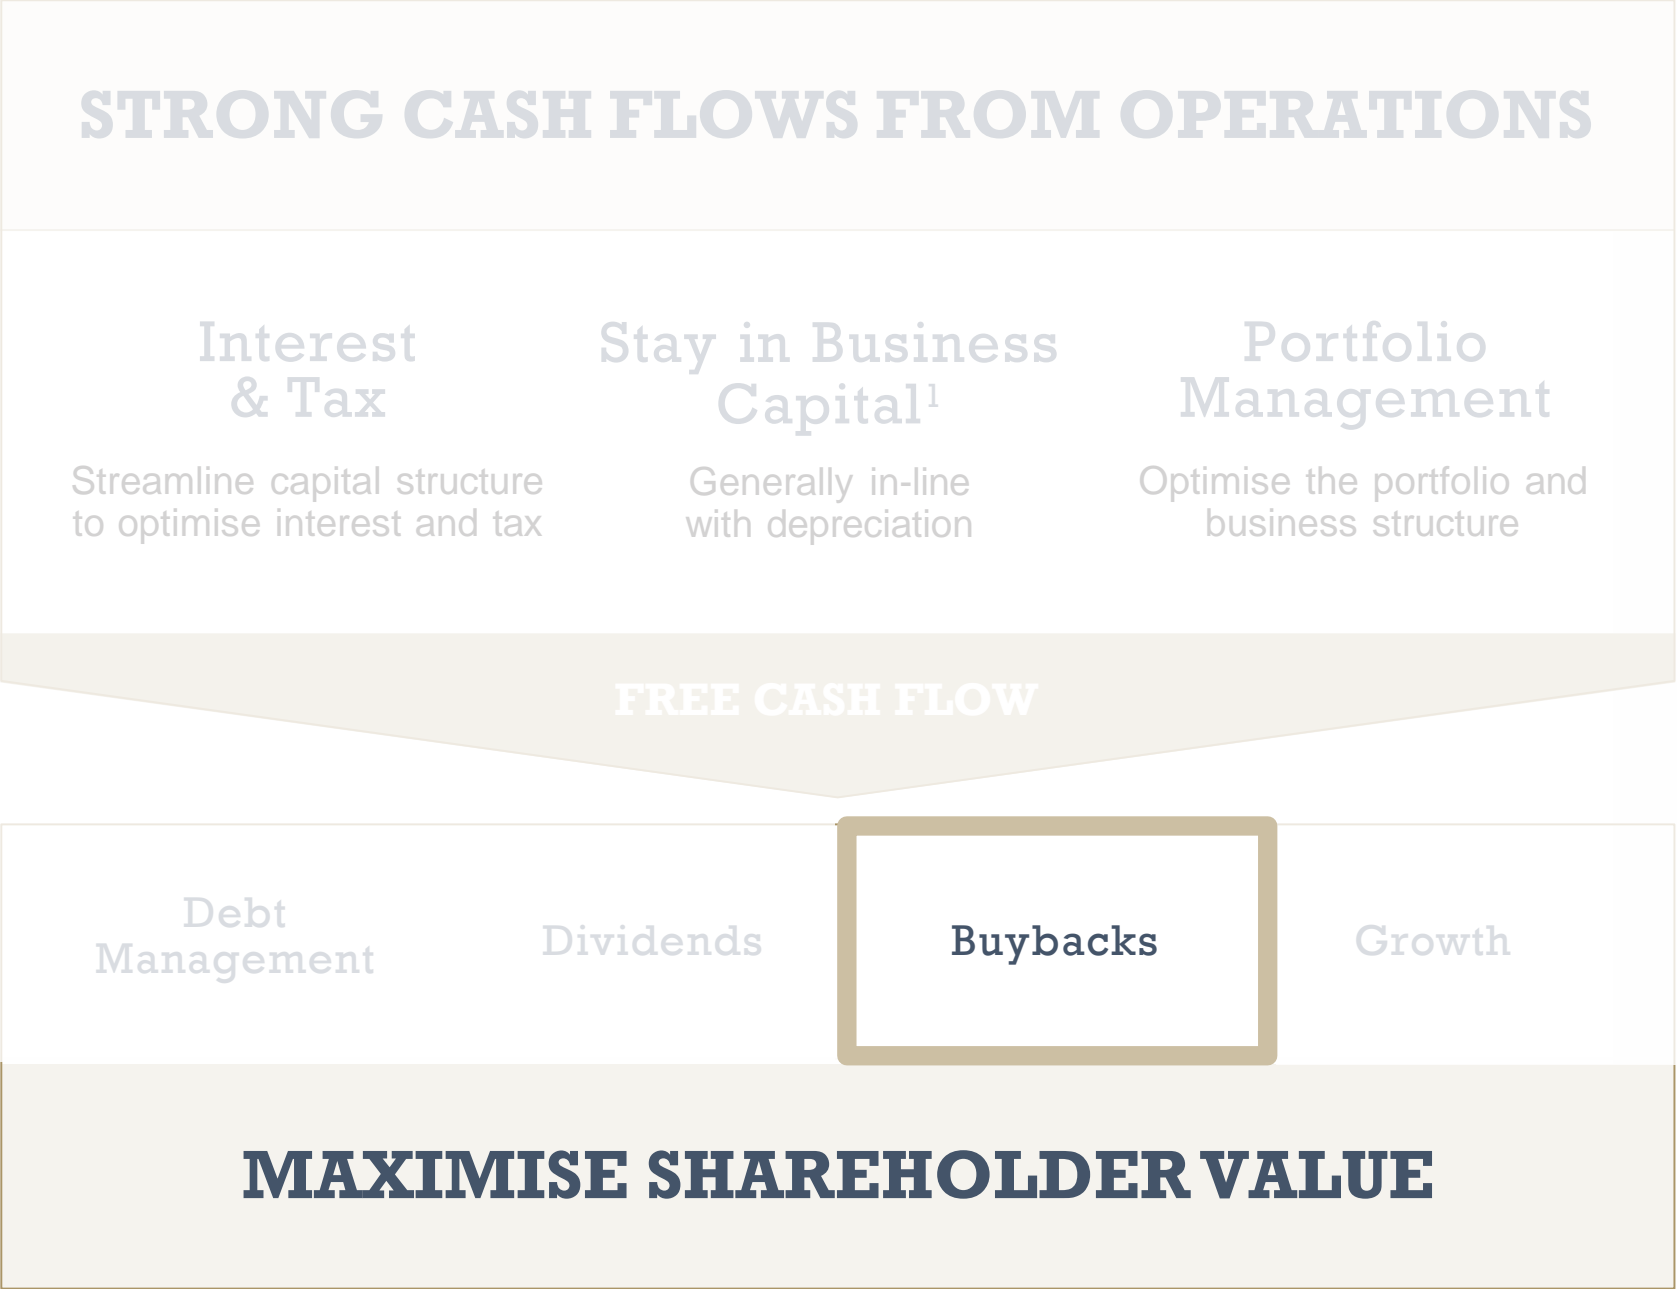 STRONG CASH FLOWS FROM OPERATIONS
Interest
& Tax
Streamline capital structure
to optimise interest and tax
Stay in Business
Capital¹
Generally in-line
with depreciation
Portfolio
Management
Optimise the portfolio and
business structure
FREE CASH FLOW
Debt
Management
Dividends
Buybacks
Growth
MAXIMISE SHAREHOLDER VALUE